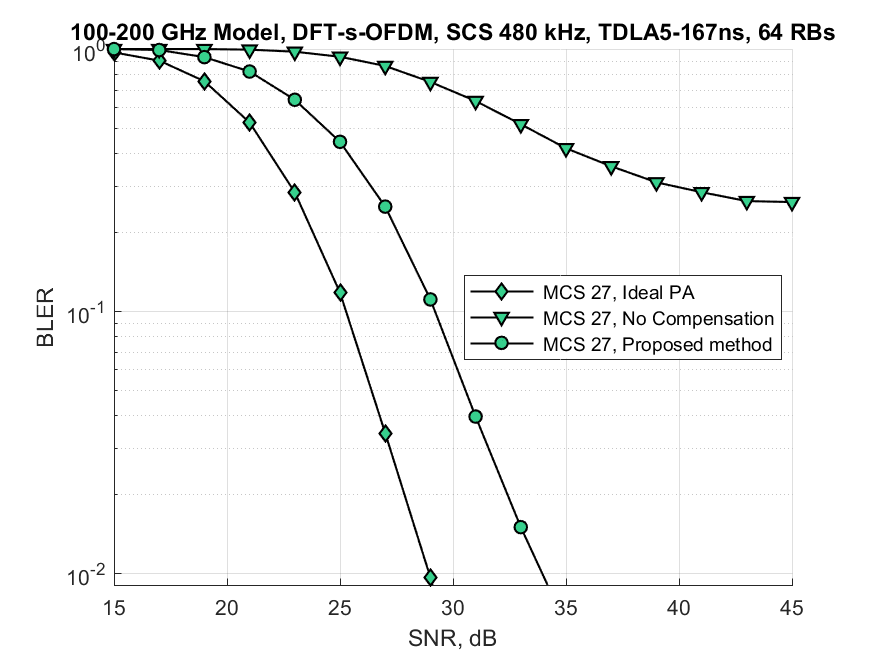 100-200 GHz Model, DFT-s-OFDM, SCS 480 kHz, TDLA5-167ns, 64 RBs
10^0
10^-1
10^-2
BLER
MCS 27, Ideal PA
MCS 27, No Compensation
MCS 27, Proposed method
15 20 25 30 35 40 45
SNR, dB